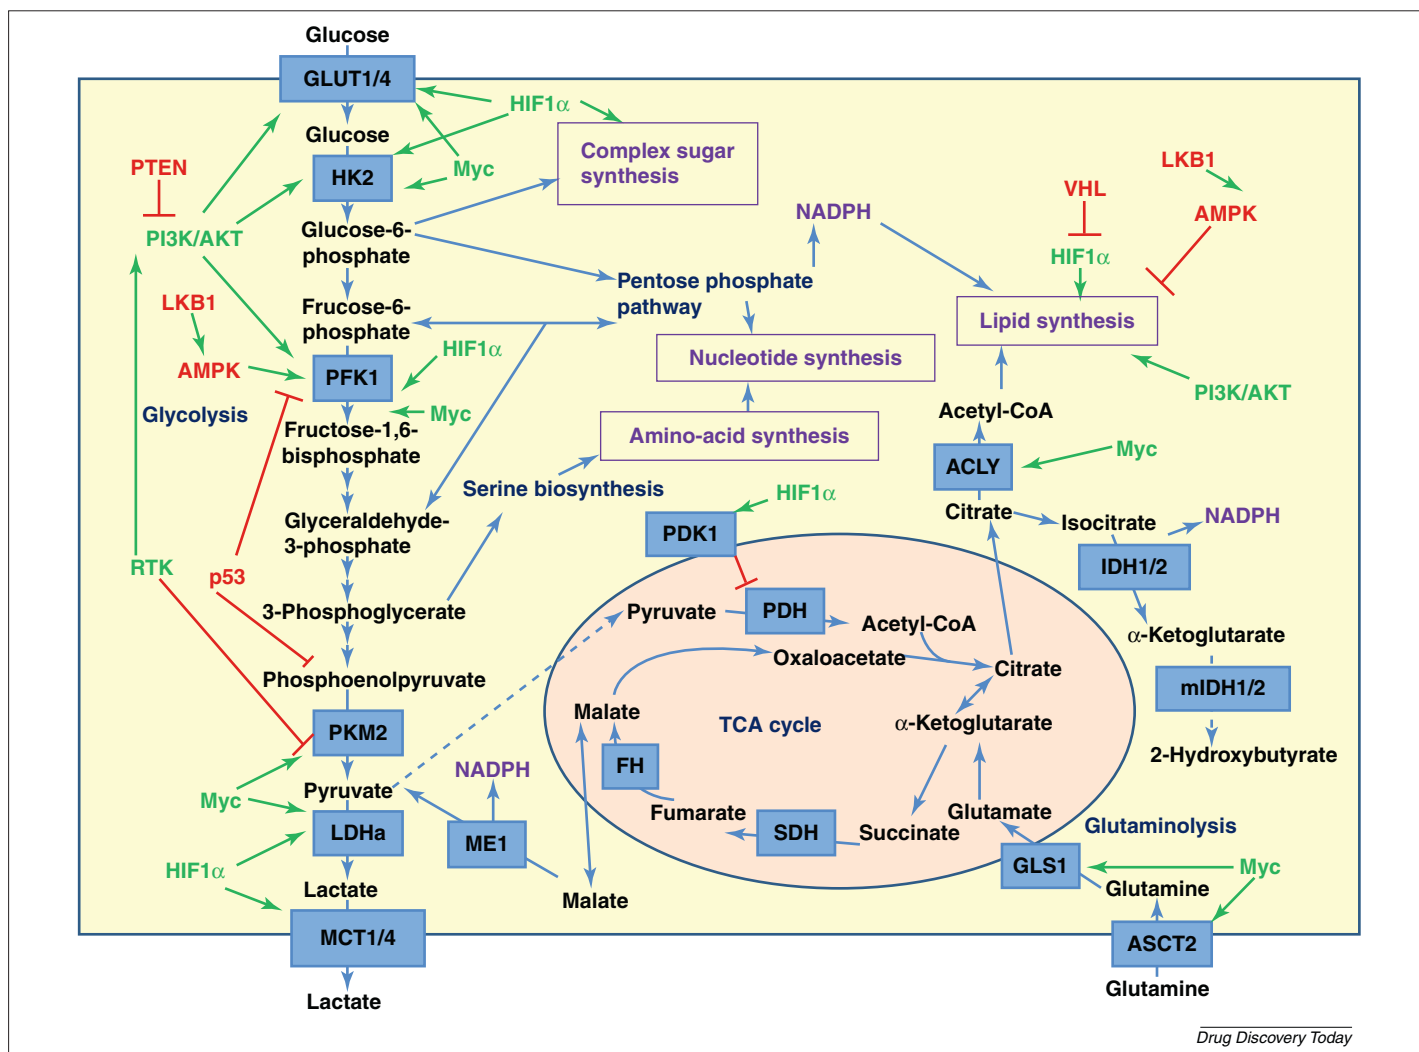 Glucose
GLUT1/4
HIF1α
Glucose
Complex sugar
synthesis
PTEN
HK2
Myc
LKB1
VHL
NADPH
AMPK
PI3K/AKT
Glucose-6-
phosphate
HIF1α
Pentose phosphate
pathway
LKB1
Frucose-6-
phosphate
Lipid synthesis
HIF1α
Nucleotide synthesis
AMPK
PFK1
PI3K/AKT
Glycolysis
Myc
Acetyl-CoA
Fructose-1,6-
bisphosphate
Amino-acid synthesis
Myc
ACLY
Serine biosynthesis
HIF1α
Citrate
Isocitrate
NADPH
Glyceraldehyde-
3-phosphate
PDK1
RTK
p53
IDH1/2
3-Phosphoglycerate
Pyruvate
PDH
Acetyl-CoA
α-Ketoglutarate
Oxaloacetate
Citrate
Phosphoenolpyruvate
mIDH1/2
Malate
TCA cycle
α-Ketoglutarate
PKM2
2-Hydroxybutyrate
NADPH
FH
Pyruvate
Myc
Fumarate
Glutamate
Glutaminolysis
LDHa
ME1
SDH
Succinate
HIF1α
GLS1
Myc
Lactate
Malate
Glutamine
MCT1/4
ASCT2
Lactate
Glutamine
Drug Discovery Today